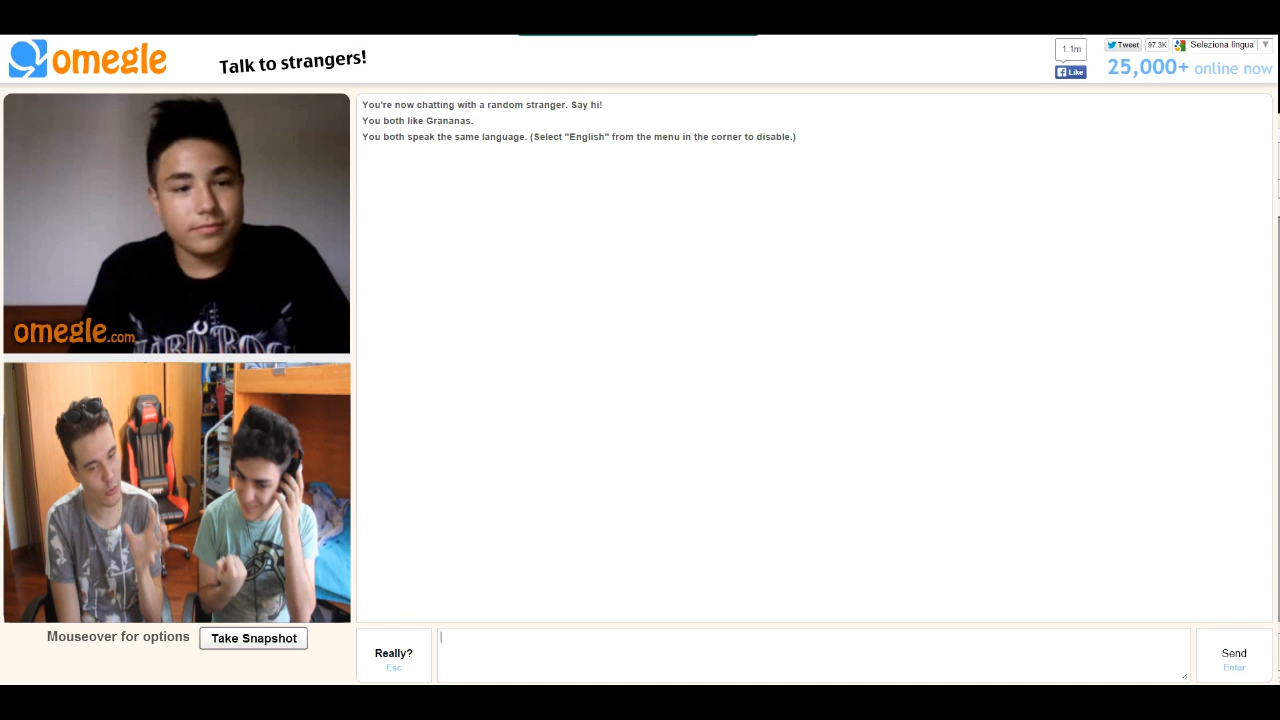 omegle
Talk to strangers!
1.1m
Like
Tweet
97.3K
Seleziona lingua
25,000+ online now
You're now chatting with a random stranger. Say hi!
You both like Grananas.
You both speak the same language. (Select "English" from the menu in the corner to disable.)
omegle.com
Mouseover for options
Take Snapshot
Really?
Esc
Send
Enter